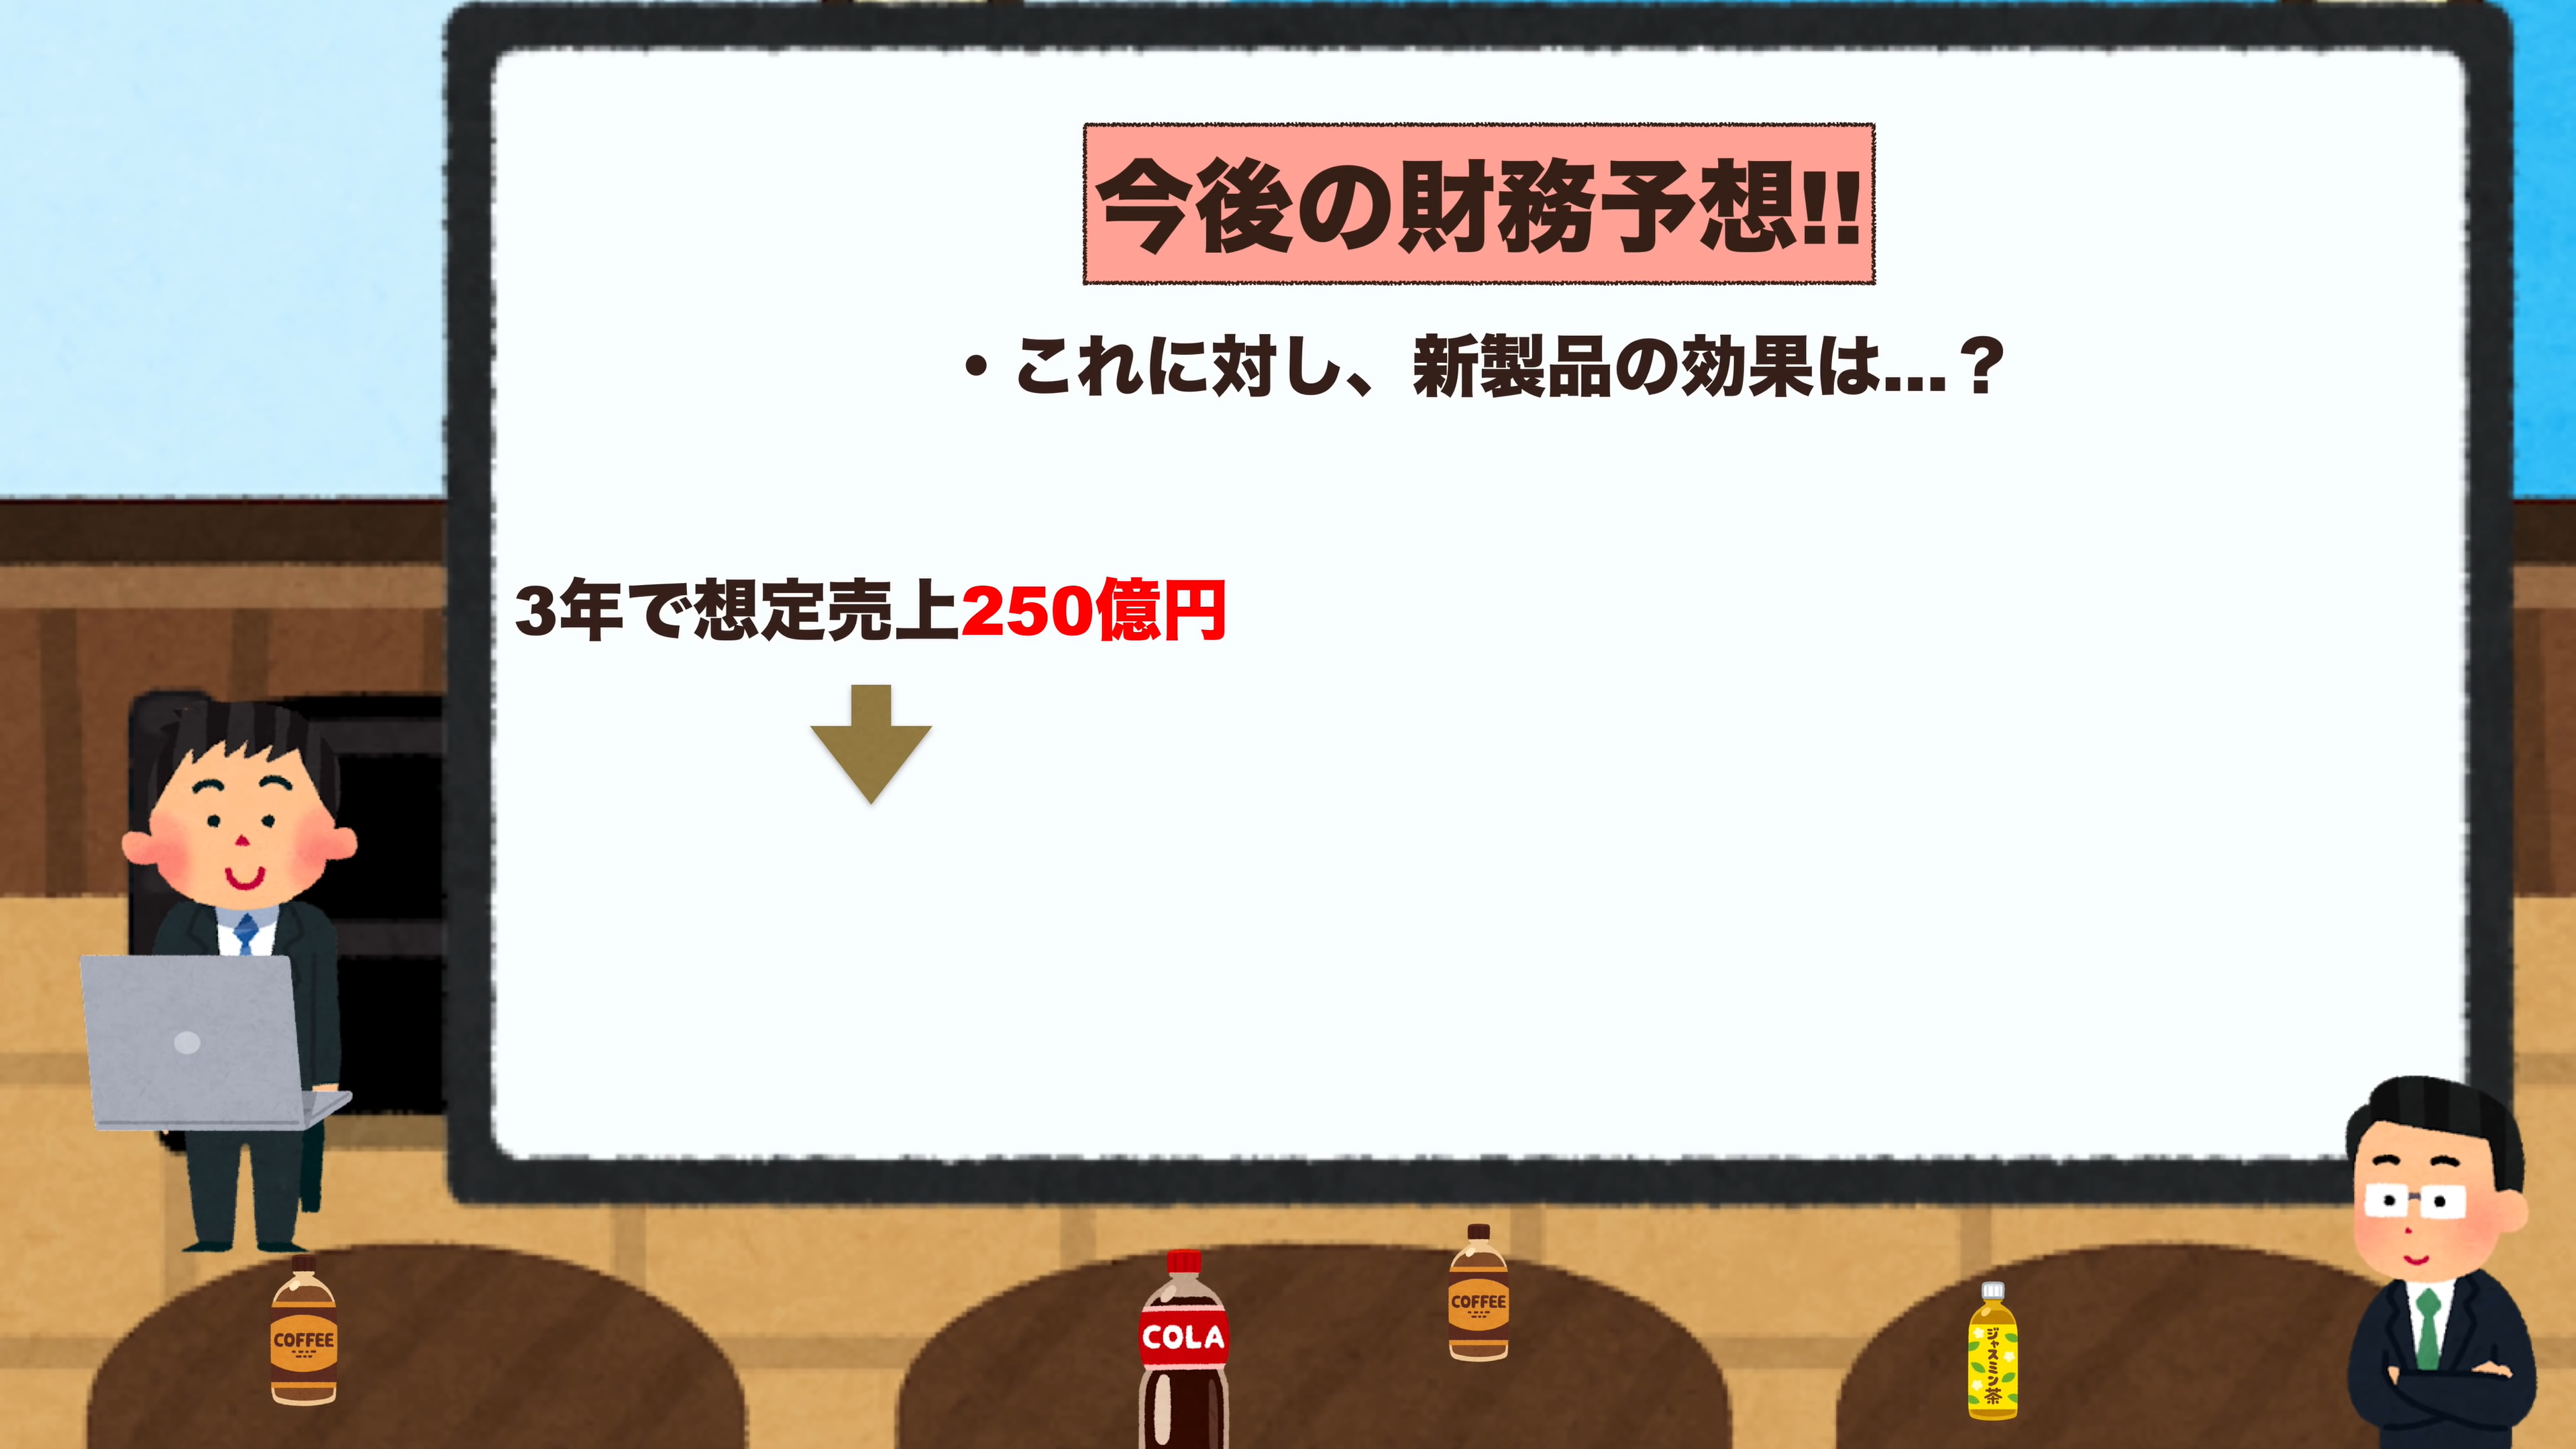 今後の財務予想!!
・これに対し、新製品の効果は...？
3年で想定売上250億円
COFFEE
COLA
COFFEE
ジャスミン茶